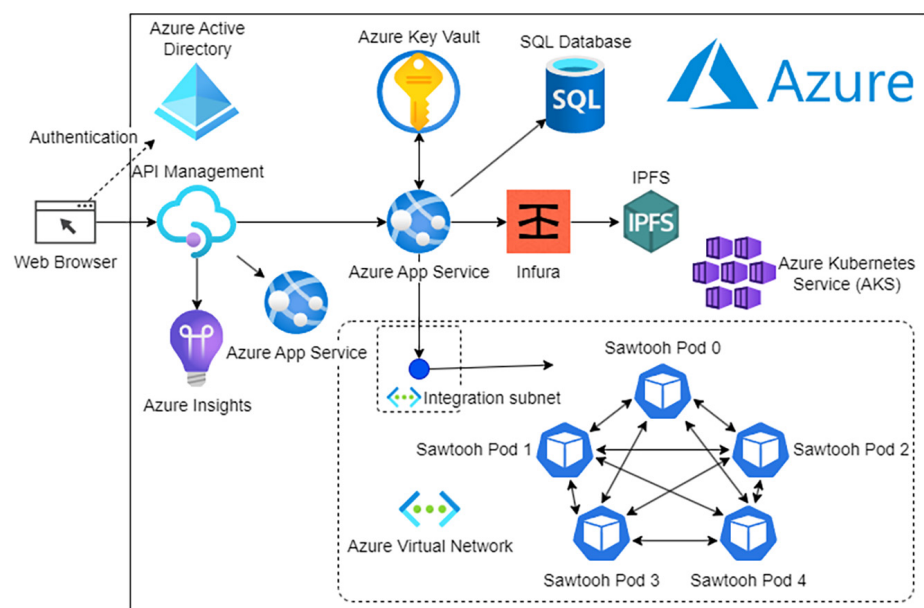 Azure Active
Directory
Azure Key Vault
SQL Database
SQL
Azure
Authentication
API Management
IPFS
IPFS
Web Browser
Azure App Service
Infura
Azure Kubernetes
Service (AKS)
Azure App Service
Azure Insights
Sawtooh Pod 0
Integration subnet
Sawtooh Pod 1
Sawtooh Pod 2
Azure Virtual Network
Sawtooh Pod 3
Sawtooh Pod 4